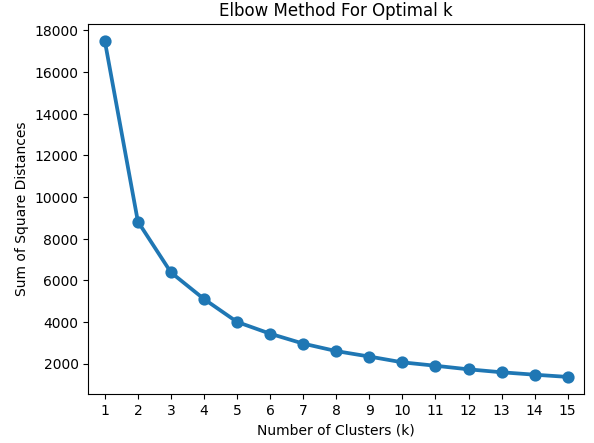 Elbow Method For Optimal k
18000
16000
14000
12000
10000
8000
6000
4000
2000
Sum of Square Distances
1 2 3 4 5 6 7 8 9 10 11 12 13 14 15
Number of Clusters (k)